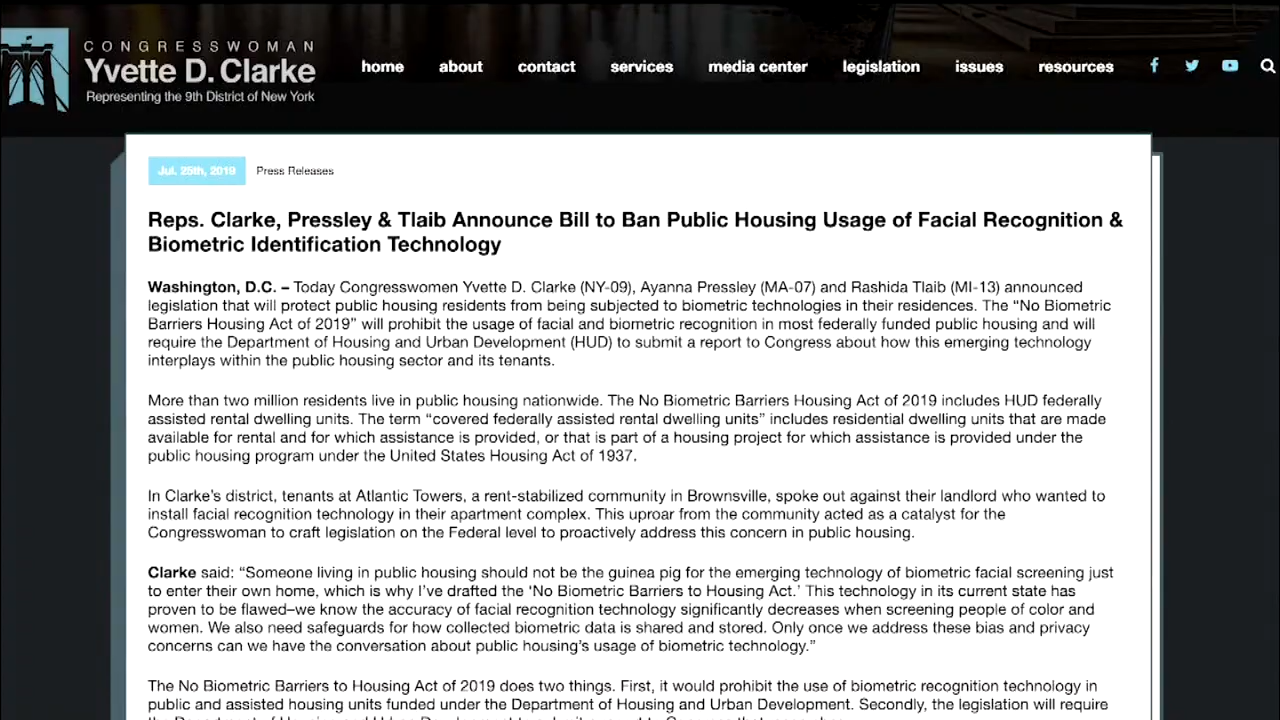 CONGRESSWOMAN
Yvette D. Clarke
Representing the 9th District of New York
home about contact services media center legislation issues resources
Jul. 25th, 2019 Press Releases
Reps. Clarke, Pressley & Tlaib Announce Bill to Ban Public Housing Usage of Facial Recognition &
Biometric Identification Technology
Washington, D.C. – Today Congresswomen Yvette D. Clarke (NY-09), Ayanna Pressley (MA-07) and Rashida Tlaib (MI-13) announced
legislation that will protect public housing residents from being subjected to biometric technologies in their residences. The “No Biometric
Barriers Housing Act of 2019” will prohibit the usage of facial and biometric recognition in most federally funded public housing and will
require the Department of Housing and Urban Development (HUD) to submit a report to Congress about how this emerging technology
interplays within the public housing sector and its tenants.
More than two million residents live in public housing nationwide. The No Biometric Barriers Housing Act of 2019 includes HUD federally
assisted rental dwelling units. The term “covered federally assisted rental dwelling units” includes residential dwelling units that are made
available for rental and for which assistance is provided, or that is part of a housing project for which assistance is provided under the
public housing program under the United States Housing Act of 1937.
In Clarke’s district, tenants at Atlantic Towers, a rent-stabilized community in Brownsville, spoke out against their landlord who wanted to
install facial recognition technology in their apartment complex. This uproar from the community acted as a catalyst for the
Congresswoman to craft legislation on the Federal level to proactively address this concern in public housing.
Clarke said: “Someone living in public housing should not be the guinea pig for the emerging technology of biometric facial screening just
to enter their own home, which is why I’ve drafted the ‘No Biometric Barriers to Housing Act.’ This technology in its current state has
proven to be flawed–we know the accuracy of facial recognition technology significantly decreases when screening people of color and
women. We also need safeguards for how collected biometric data is shared and stored. Only once we address these bias and privacy
concerns can we have the conversation about public housing’s usage of biometric technology.”
The No Biometric Barriers to Housing Act of 2019 does two things. First, it would prohibit the use of biometric recognition technology in
public and assisted housing units funded under the Department of Housing and Urban Development. Secondly, the legislation will require